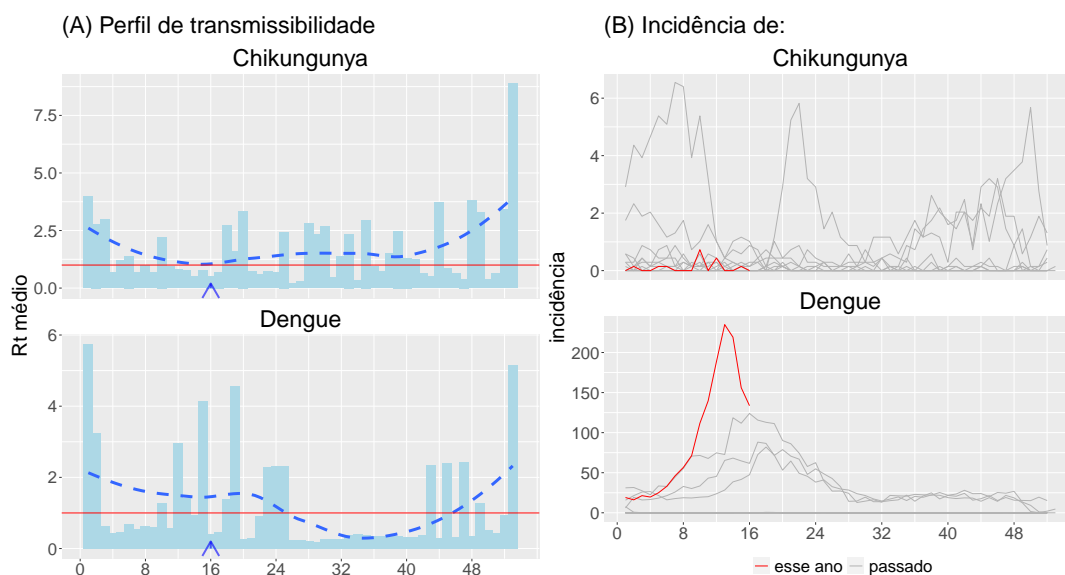 (A) Perfil de transmissibilidade
Chikungunya
7.5
5.0
2.5
0.0
Dengue
6
4
2
0
0 8 16 24 32 40 48
Rt médio
(B) Incidência de:
Chikungunya
6
4
2
0
Dengue
200
150
100
50
0
0 8 16 24 32 40 48
incidência
esse ano passado